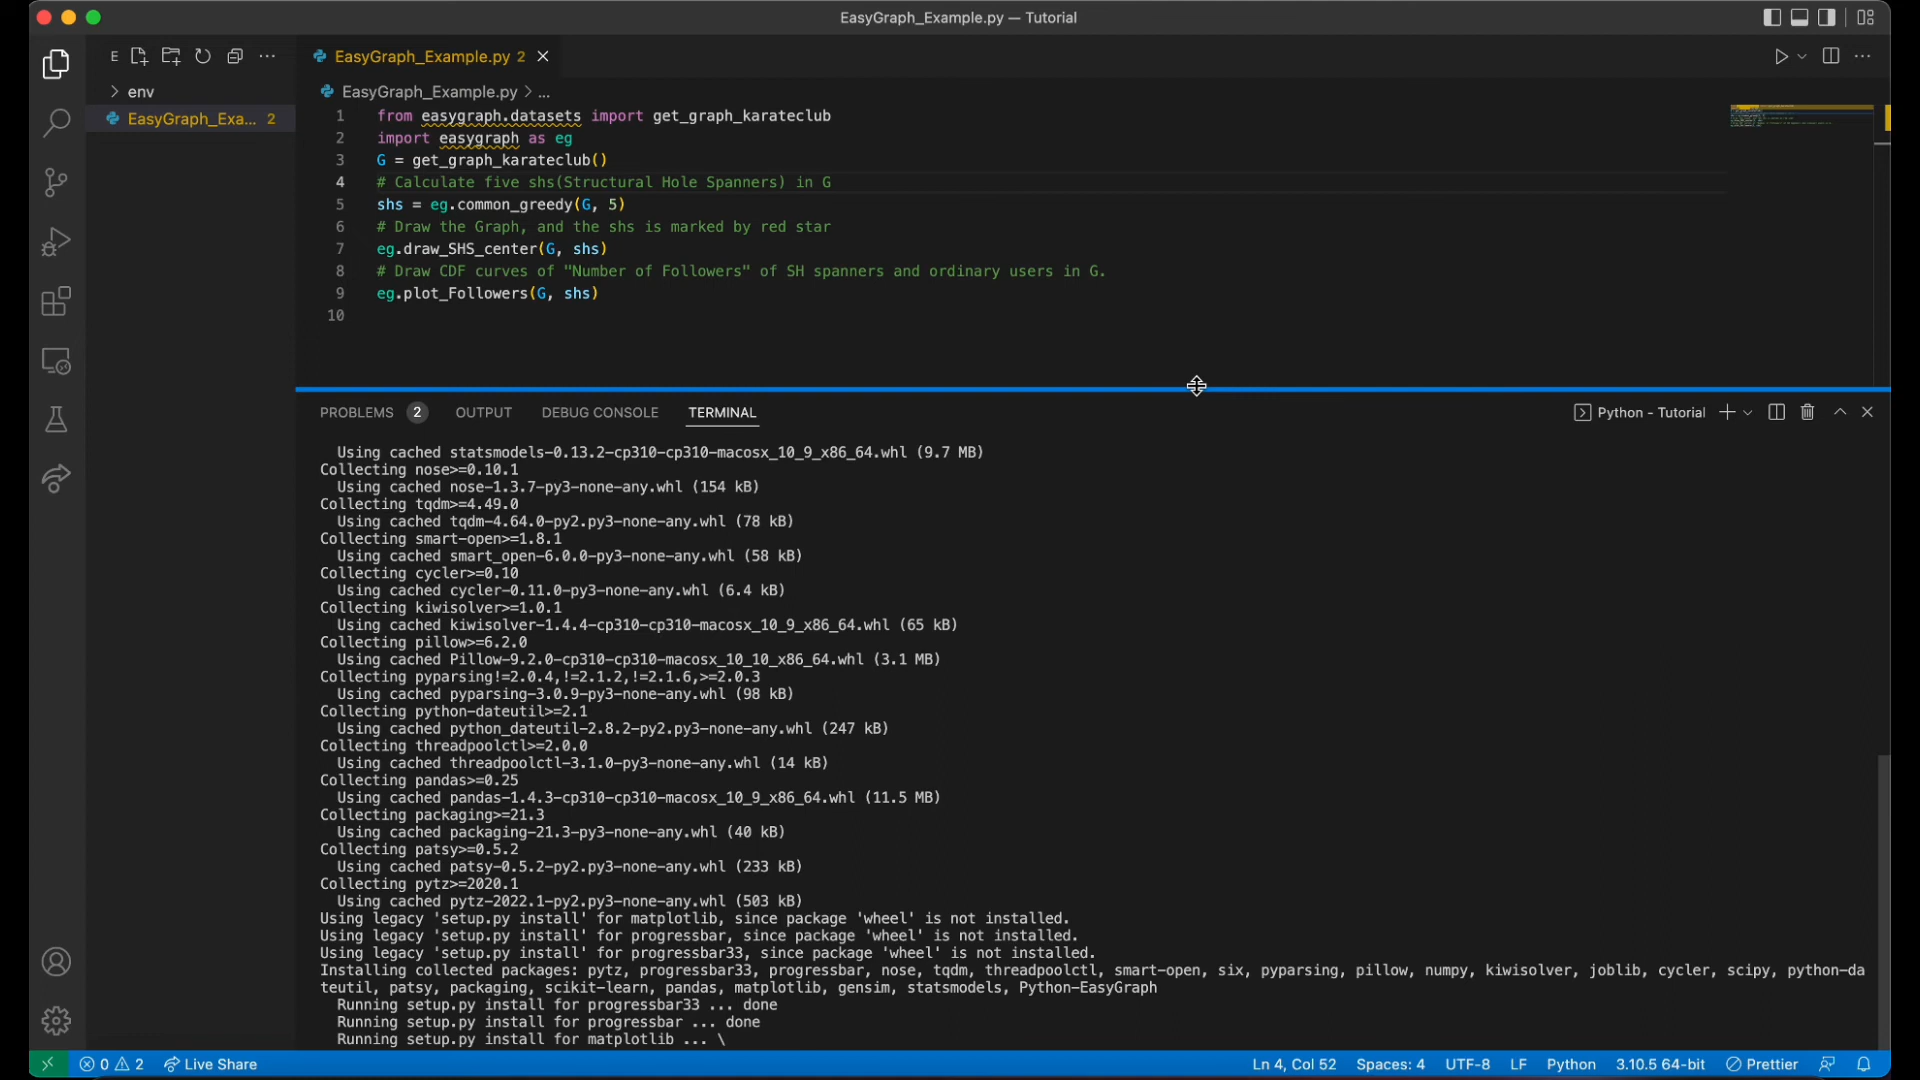 EasyGraph_Example.py — Tutorial
E
EasyGraph_Example.py 2
env
EasyGraph_Exa... 2
EasyGraph_Example.py > ...
1 from easygraph.datasets import get_graph_karateclub
2 import easygraph as eg
3 G = get_graph_karateclub()
4 # Calculate five shs(Structural Hole Spanners) in G
5 shs = eg.common_greedy(G, 5)
6 # Draw the Graph, and the shs is marked by red star
7 eg.draw_SHS_center(G, shs)
8 # Draw CDF curves of "Number of Followers" of SH spanners and ordinary users in G.
9 eg.plot_Followers(G, shs)
10
PROBLEMS 2 OUTPUT DEBUG CONSOLE TERMINAL
Python - Tutorial
Using cached statsmodels-0.13.2-cp310-cp310-macosx_10_9_x86_64.whl (9.7 MB)
Collecting nose>=0.10.1
Using cached nose-1.3.7-py3-none-any.whl (154 kB)
Collecting tqdm>=4.49.0
Using cached tqdm-4.64.0-py2.py3-none-any.whl (78 kB)
Collecting smart-open>=1.8.1
Using cached smart_open-6.0.0-py3-none-any.whl (58 kB)
Collecting cycler>=0.10
Using cached cycler-0.11.0-py3-none-any.whl (6.4 kB)
Collecting kiwisolver>=1.0.1
Using cached kiwisolver-1.4.4-cp310-cp310-macosx_10_9_x86_64.whl (65 kB)
Collecting pillow>=6.2.0
Using cached Pillow-9.2.0-cp310-cp310-macosx_10_10_x86_64.whl (3.1 MB)
Collecting pyparsing!=2.0.4,!=2.1.2,!=2.1.6,>=2.0.3
Using cached pyparsing-3.0.9-py3-none-any.whl (98 kB)
Collecting python-dateutil>=2.1
Using cached python_dateutil-2.8.2-py2.py3-none-any.whl (247 kB)
Collecting threadpoolctl>=2.0.0
Using cached threadpoolctl-3.1.0-py3-none-any.whl (14 kB)
Collecting pandas>=0.25
Using cached pandas-1.4.3-cp310-cp310-macosx_10_9_x86_64.whl (11.5 MB)
Collecting packaging>=21.3
Using cached packaging-21.3-py3-none-any.whl (40 kB)
Collecting patsy>=0.5.2
Using cached patsy-0.5.2-py2.py3-none-any.whl (233 kB)
Collecting pytz>=2020.1
Using cached pytz-2022.1-py2.py3-none-any.whl (503 kB)
Using legacy 'setup.py install' for matplotlib, since package 'wheel' is not installed.
Using legacy 'setup.py install' for progressbar, since package 'wheel' is not installed.
Using legacy 'setup.py install' for progressbar33, since package 'wheel' is not installed.
Installing collected packages: pytz, progressbar33, progressbar, nose, tqdm, threadpoolctl, smart-open, six, pyparsing, pillow, numpy, kiwisolver, joblib, cycler, scipy, python-da
teutil, patsy, packaging, scikit-learn, pandas, matplotlib, gensim, statsmodels, Python-EasyGraph
Running setup.py install for progressbar33 ... done
Running setup.py install for progressbar ... done
Running setup.py install for matplotlib ... \
0 2 Live Share Ln 4, Col 52 Spaces: 4 UTF-8 LF Python 3.10.5 64-bit Prettier